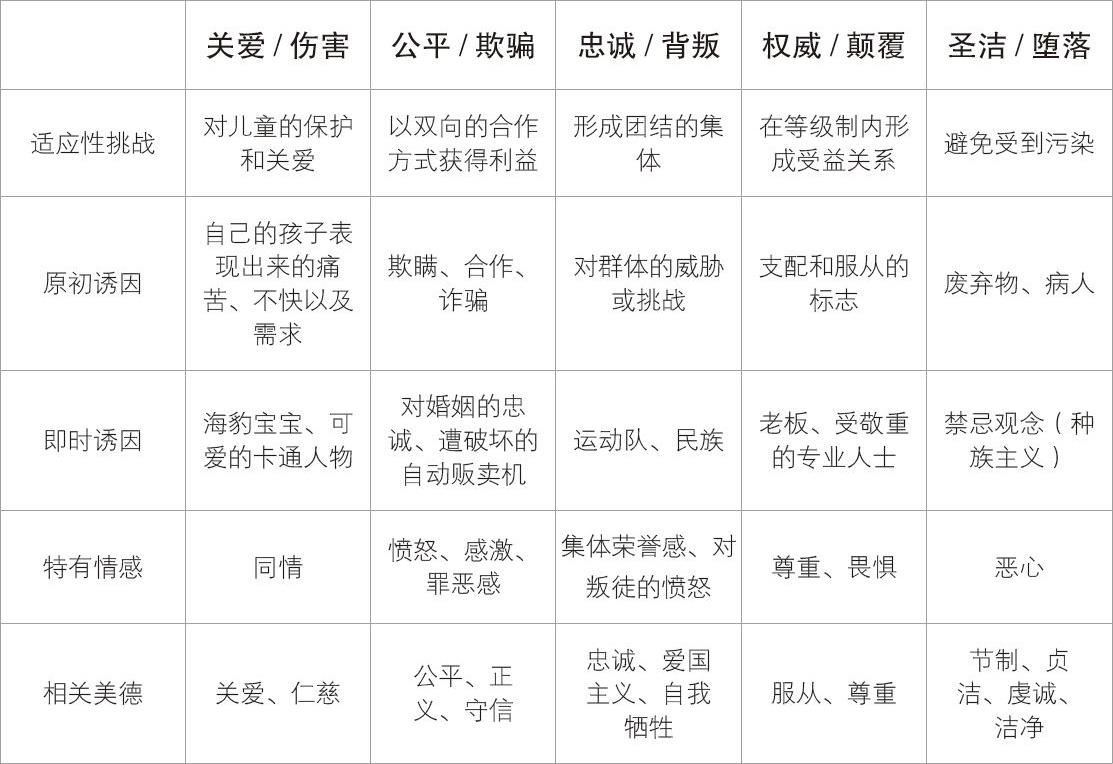 关爱 / 伤害
公平 / 欺骗
忠诚 / 背叛
权威 / 颠覆
圣洁 / 堕落
适应性挑战
对儿童的保护
和关爱
以双向的合作
方式获得利益
形成团结的集
体
在等级制内形
成受益关系
避免受到污染
原初诱因
自己的孩子表
现出来的痛
苦、不快以及
需求
欺瞒、合作、
诈骗
对群体的威胁
或挑战
支配和服从的
标志
废弃物、病人
即时诱因
海豹宝宝、可
爱的卡通人物
对婚姻的忠
诚、遭破坏的
自动贩卖机
运动队、民族
老板、受敬重
的专业人士
禁忌观念（种
族主义）
特有情感
同情
愤怒、感激、
罪恶感
集体荣誉感、对
叛徒的愤怒
尊重、畏惧
恶心
相关美德
关爱、仁慈
公平、正
义、守信
忠诚、爱国
主义、自我
牺牲
服从、尊重
节制、贞
洁、虔诚、
洁净